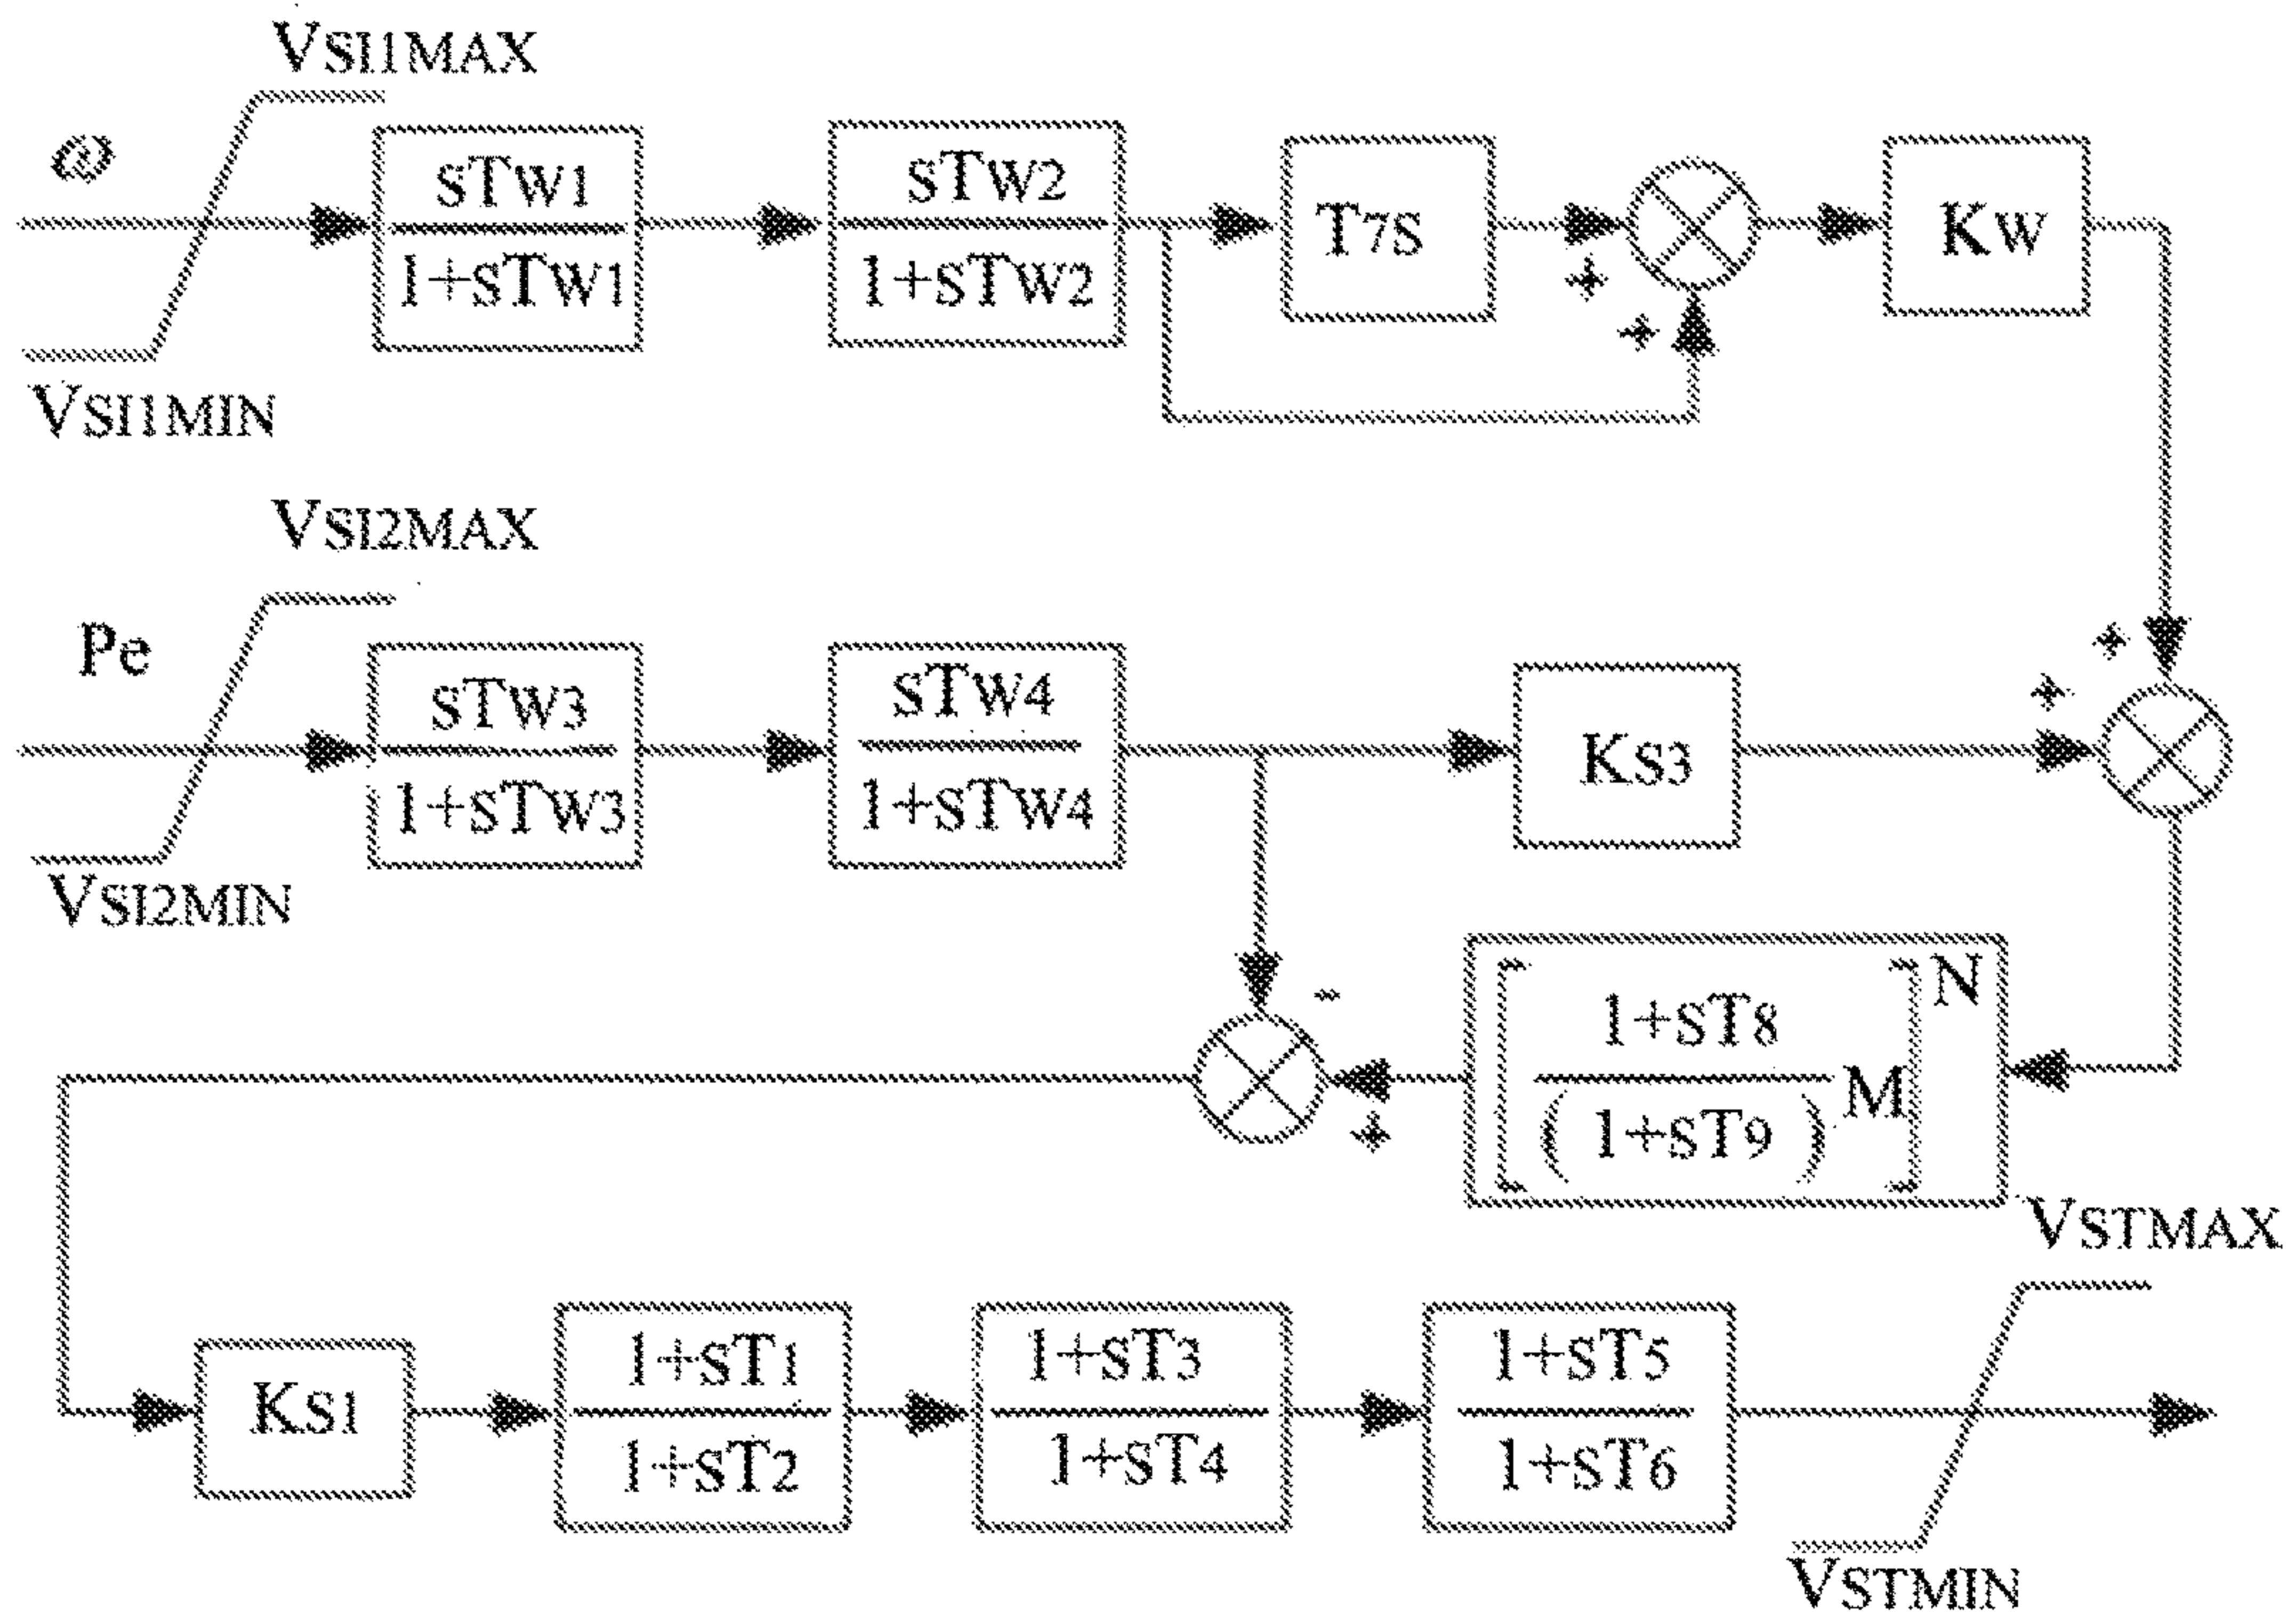 VSI1MAX
ω
sTW1
1+sTW1
sTW2
1+sTW2
T7S
+
+
KW
VSI1MIN
VSI2MAX
Pe
sTW3
1+sTW3
sTW4
1+sTW4
KS3
+
+
VSI2MIN
-
+
[1+sT8
(1+sT9)M]N
VSTMAX
KS1
1+sT1
1+sT2
1+sT3
1+sT4
1+sT5
1+sT6
VSTMIN